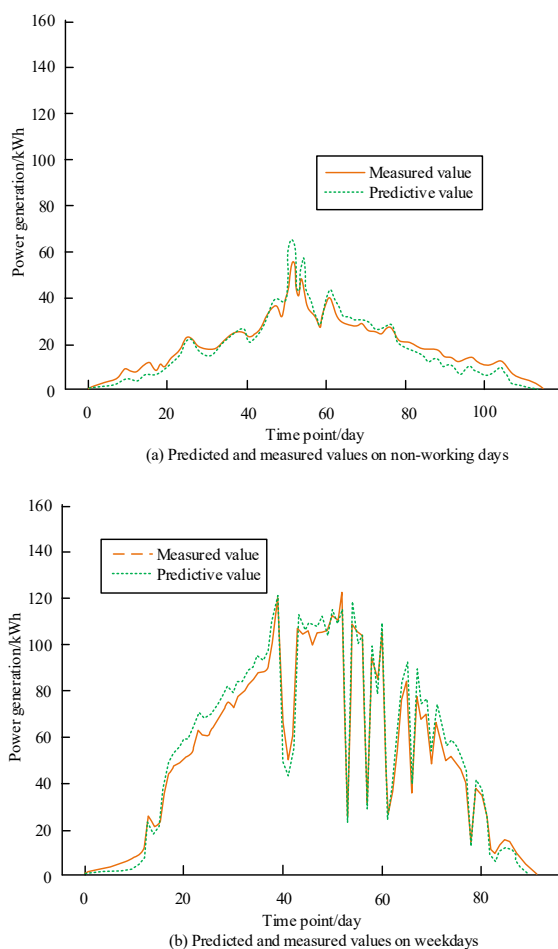 160
140
120
100
80
60
40
20
0
Power generation/kWh
Measured value
Predictive value
0 20 40 60 80 100
Time point/day
(a) Predicted and measured values on non-working days
160
140
120
100
80
60
40
20
0
Power generation/kWh
Measured value
Predictive value
0 20 40 60 80
Time point/day
(b) Predicted and measured values on weekdays